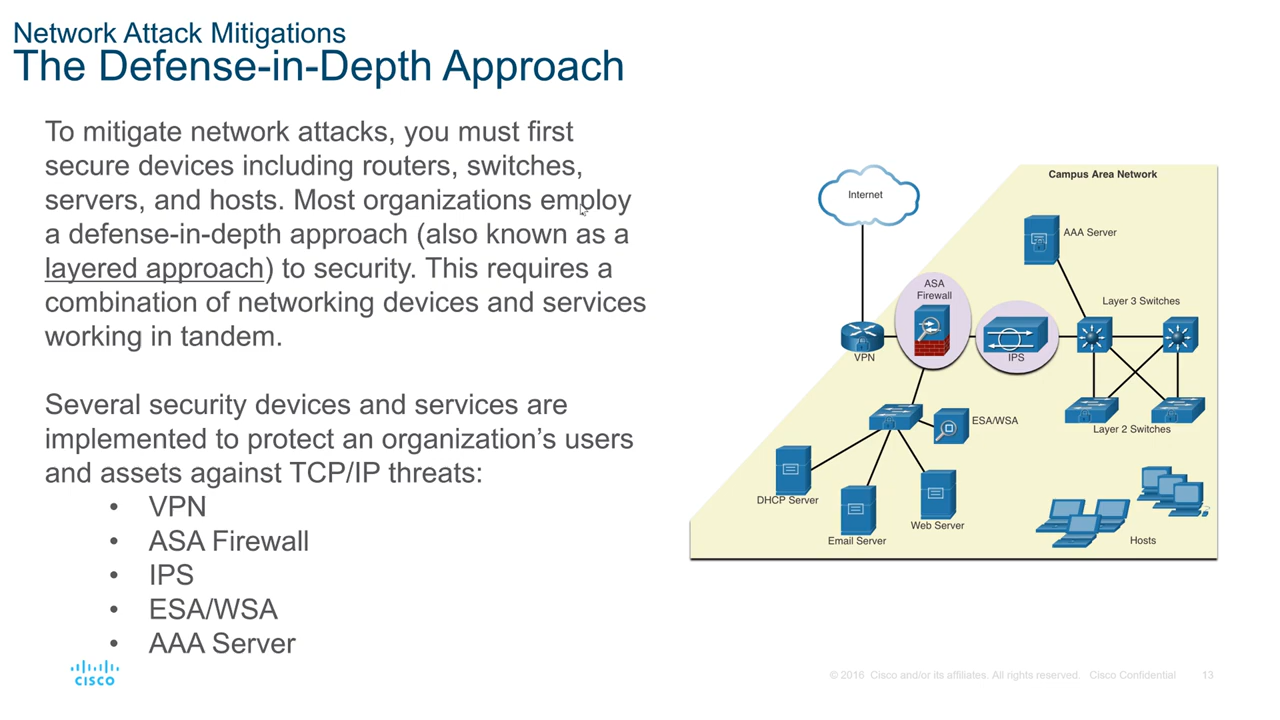 Network Attack Mitigations
The Defense-in-Depth Approach
To mitigate network attacks, you must first
secure devices including routers, switches,
servers, and hosts. Most organizations employ
a defense-in-depth approach (also known as a
layered approach) to security. This requires a
combination of networking devices and services
working in tandem.
Several security devices and services are
implemented to protect an organization’s users
and assets against TCP/IP threats:
• VPN
• ASA Firewall
• IPS
• ESA/WSA
• AAA Server
Campus Area Network
Internet
AAA Server
ASA
Firewall
Layer 3 Switches
VPN
IPS
ESA/WSA
Layer 2 Switches
DHCP Server
Email Server
Web Server
Hosts
CISCO
© 2016 Cisco and/or its affiliates. All rights reserved. Cisco Confidential
13